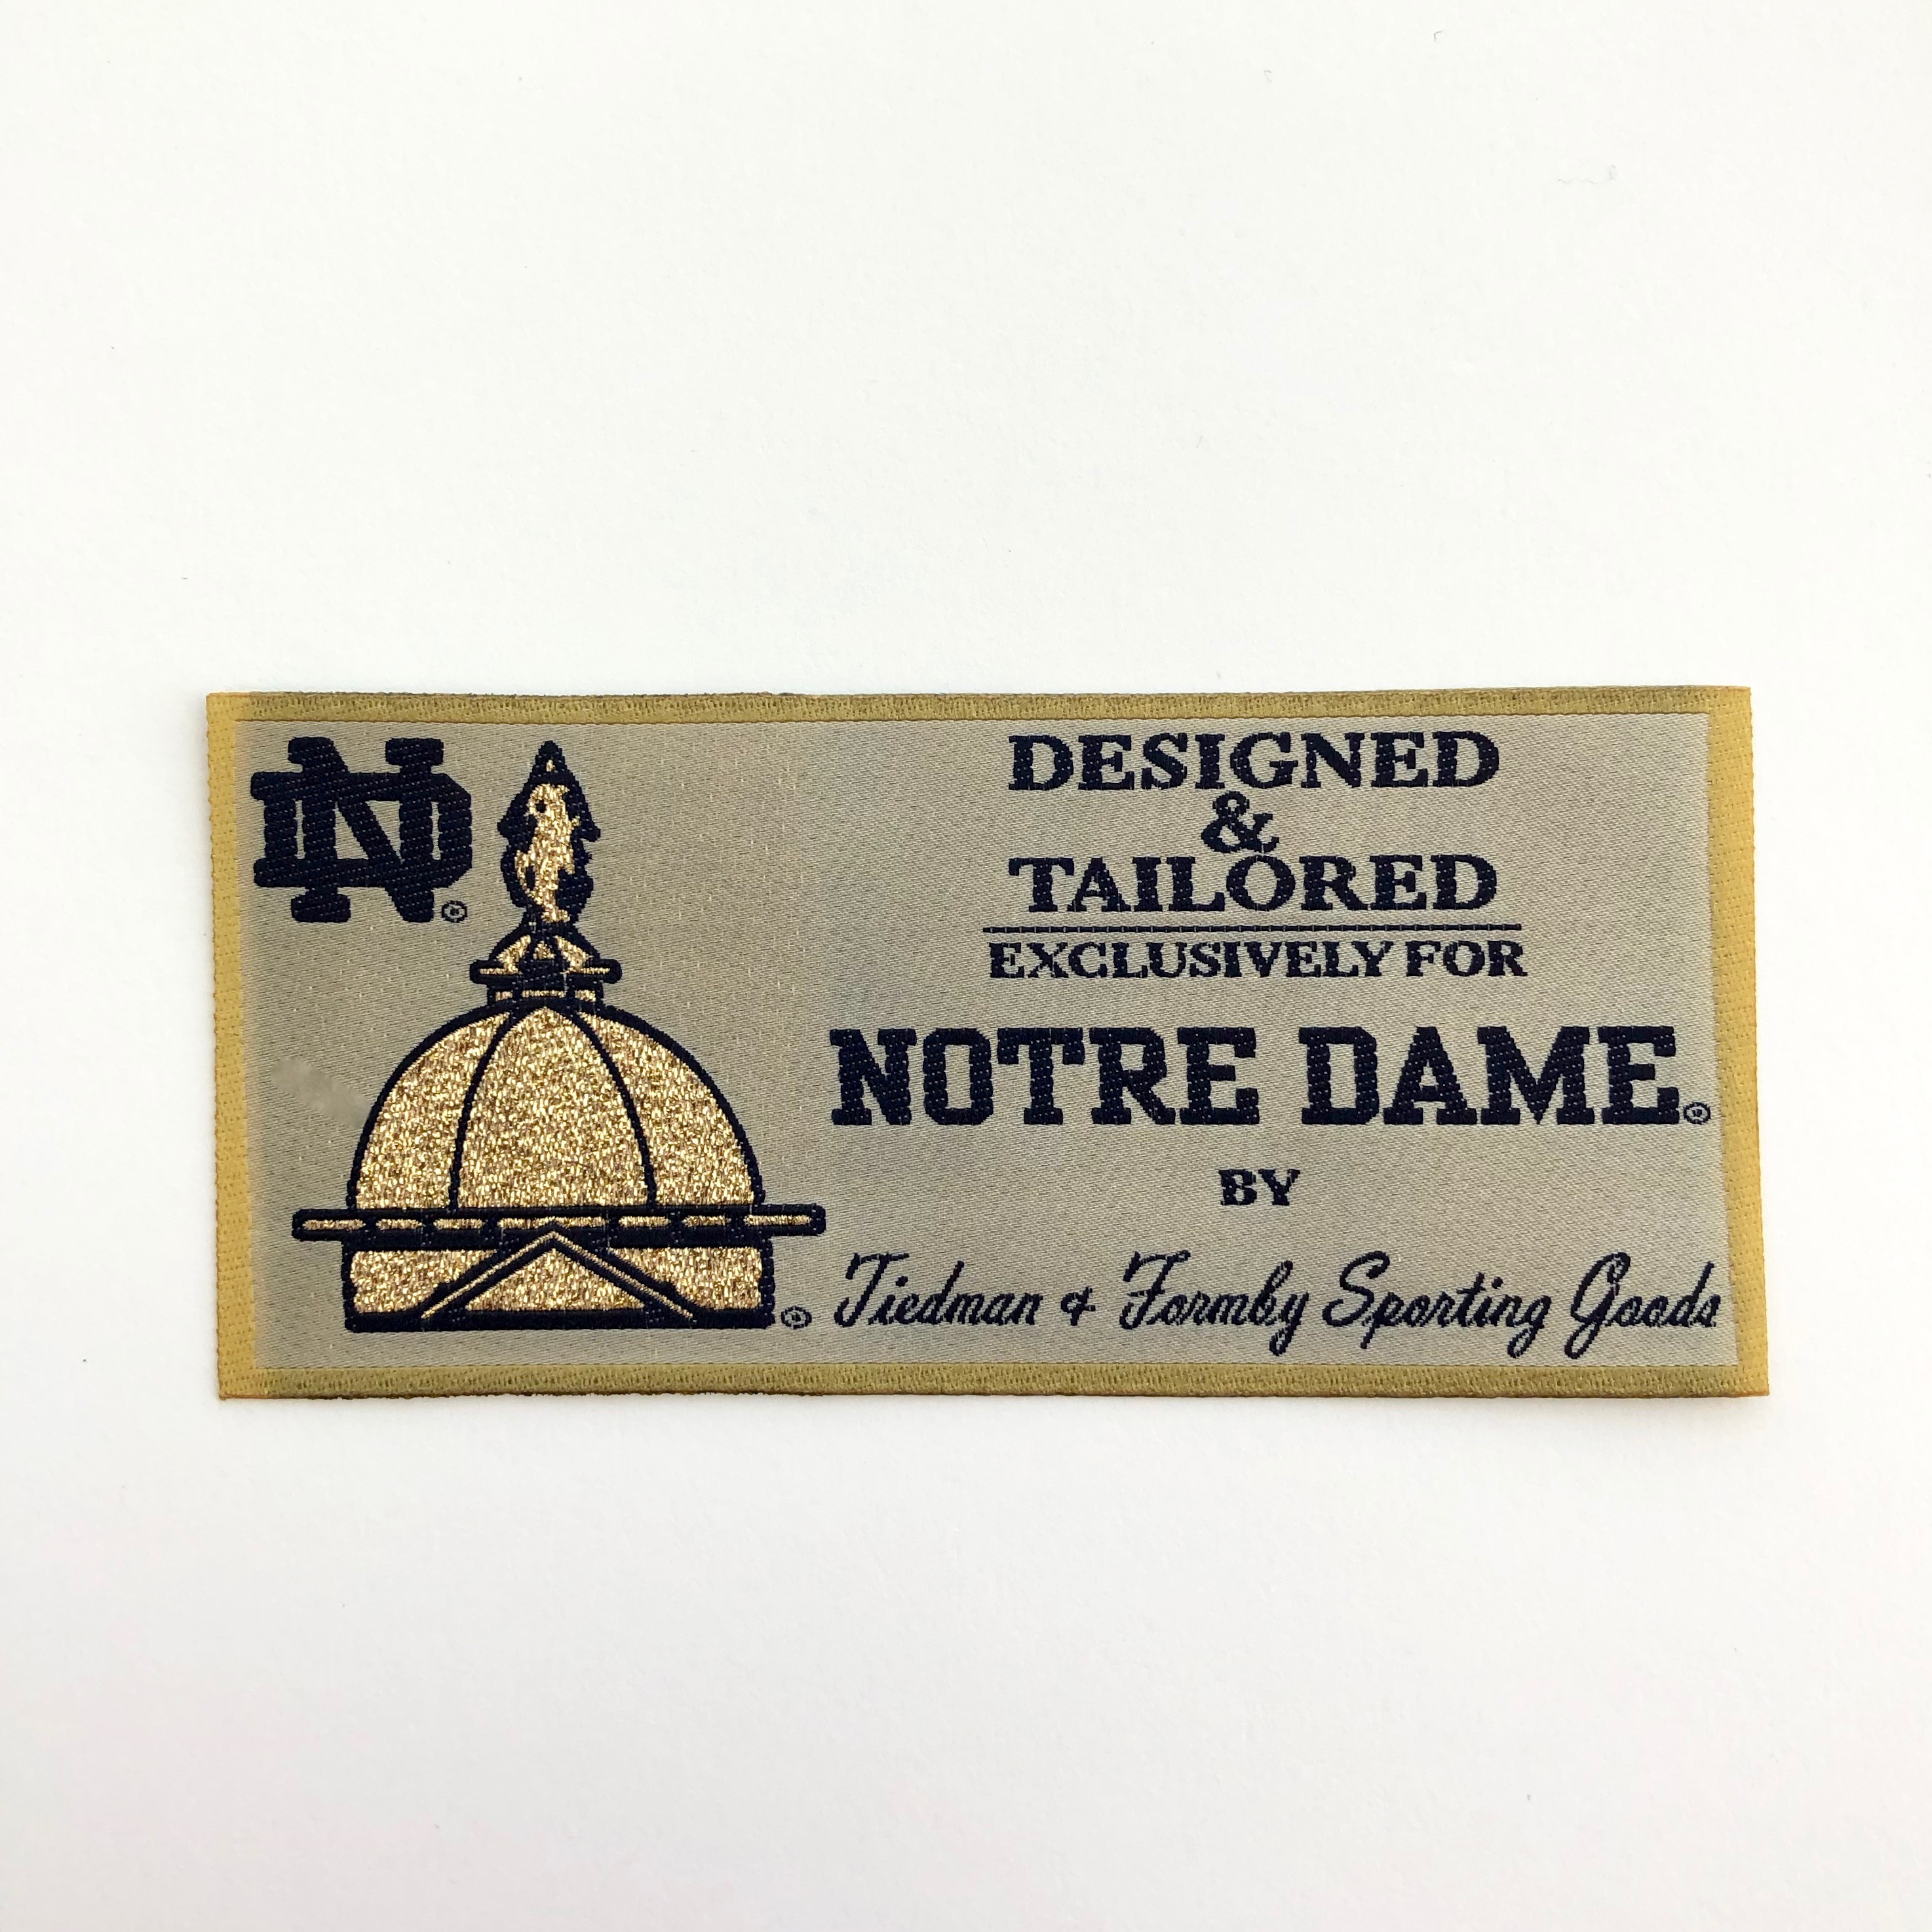 ND®
DESIGNED
&
TAILORED
EXCLUSIVELY FOR
NOTRE DAME®
BY
® Tiedman & Formby Sporting Goods